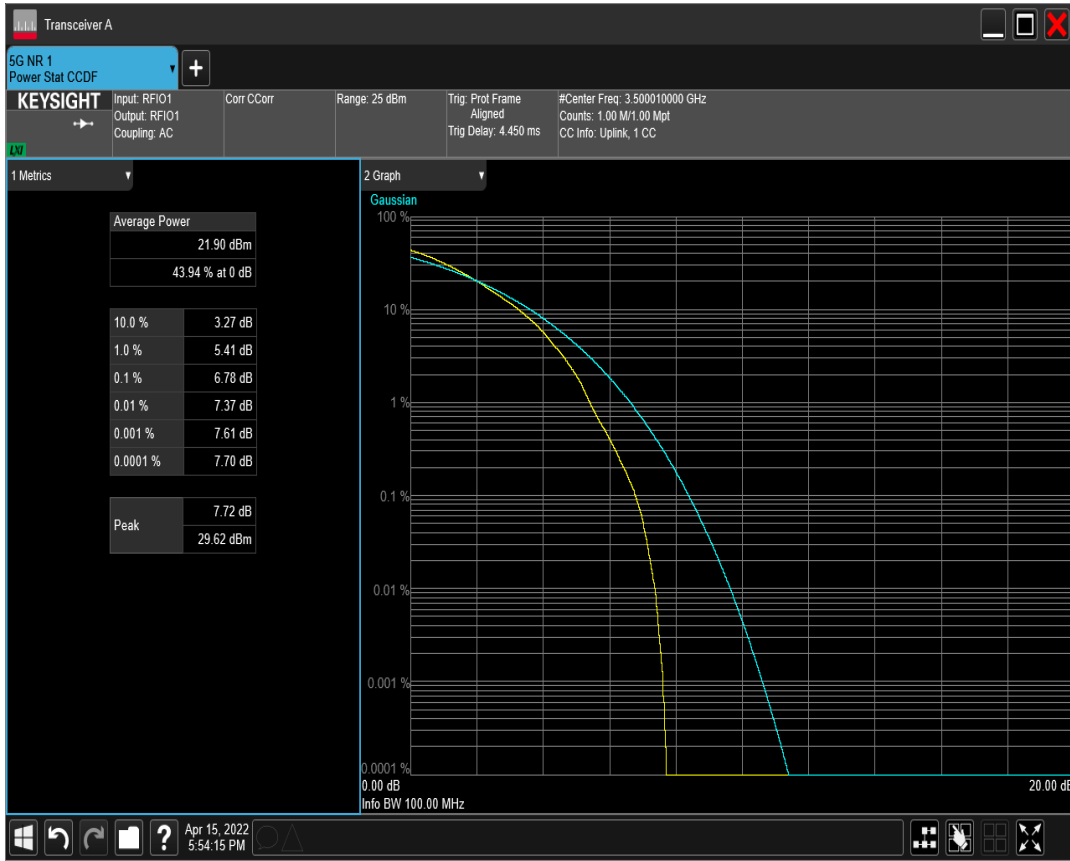 Transceiver A
5G NR 1
Power Stat CCDF
+
KEYSIGHT
LXI
Input: RFIO1
Output: RFIO1
Coupling: AC
Corr CCorr
Range: 25 dBm
Trig: Prot Frame
Aligned
Trig Delay: 4.450 ms
#Center Freq: 3.500010000 GHz
Counts: 1.00 M/1.00 Mpt
CC Info: Uplink, 1 CC
1 Metrics
Average Power
21.90 dBm
43.94 % at 0 dB
10.0 % 3.27 dB
1.0 % 5.41 dB
0.1 % 6.78 dB
0.01 % 7.37 dB
0.001 % 7.61 dB
0.0001 % 7.70 dB
Peak
7.72 dB
29.62 dBm
2 Graph
Gaussian
100 %
10 %
1 %
0.1 %
0.01 %
0.001 %
0.0001 %
0.00 dB 20.00 dB
Info BW 100.00 MHz
?
Apr 15, 2022
5:54:15 PM